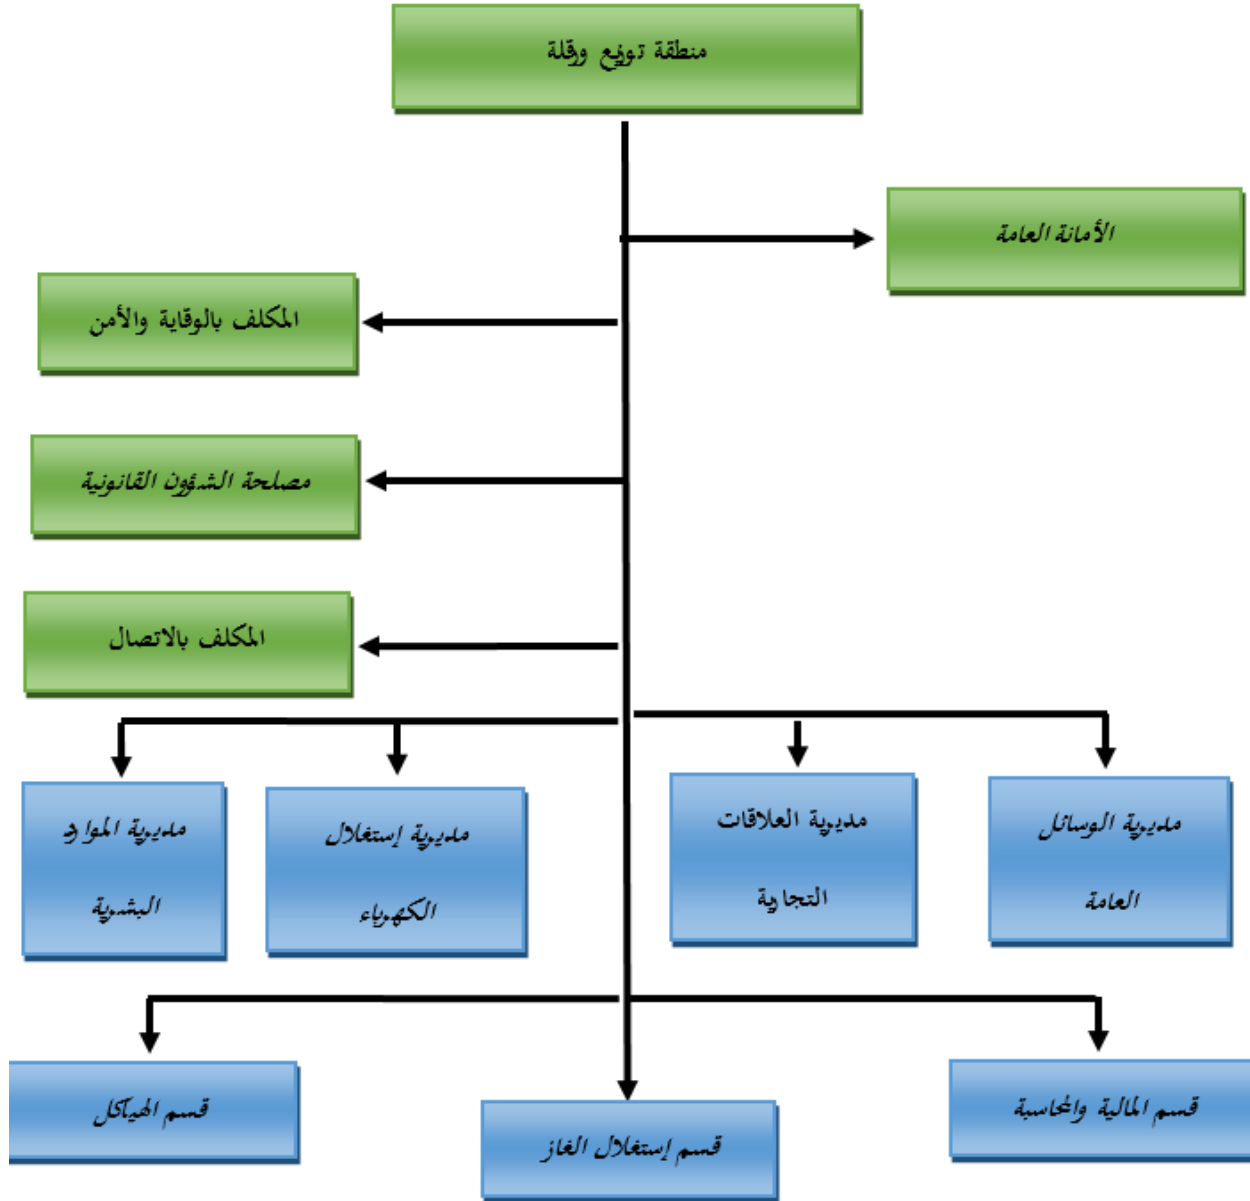 منطقة توزيع ورقلة
الأمانة العامة
المكلف بالوقاية والأمن
مصلحة الشؤون القانونية
المكلف بالاتصال
مديرية الوسائل
العامة
مديرية العلاقات
التجارية
مديرية إستغلال
الكهرباء
مديرية الموارد
البشرية
قسم المالية والمحاسبة
قسم إستغلال الغاز
قسم الهياكل